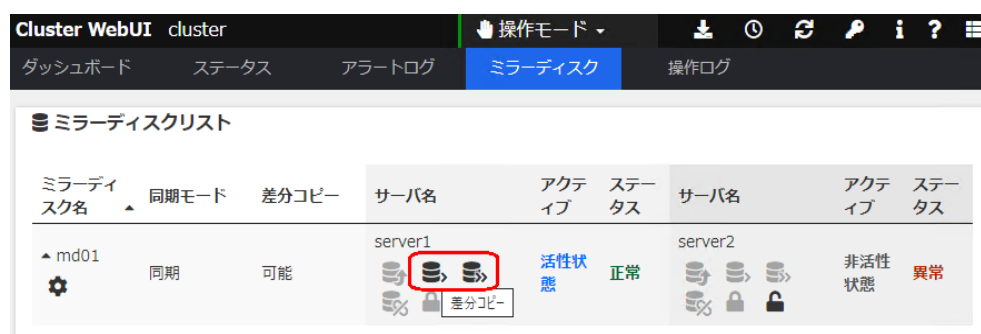 Cluster WebUI cluster 操作モード i ?
ダッシュボード ステータス アラートログ ミラーディスク 操作ログ
ミラーディスクリスト
ミラーディスク名 同期モード 差分コピー サーバ名 アクティブ ステータス サーバ名 アクティブ ステータス
server1 server2
md01 同期 可能 活性状態 正常 非活性状態 異常
差分コピー